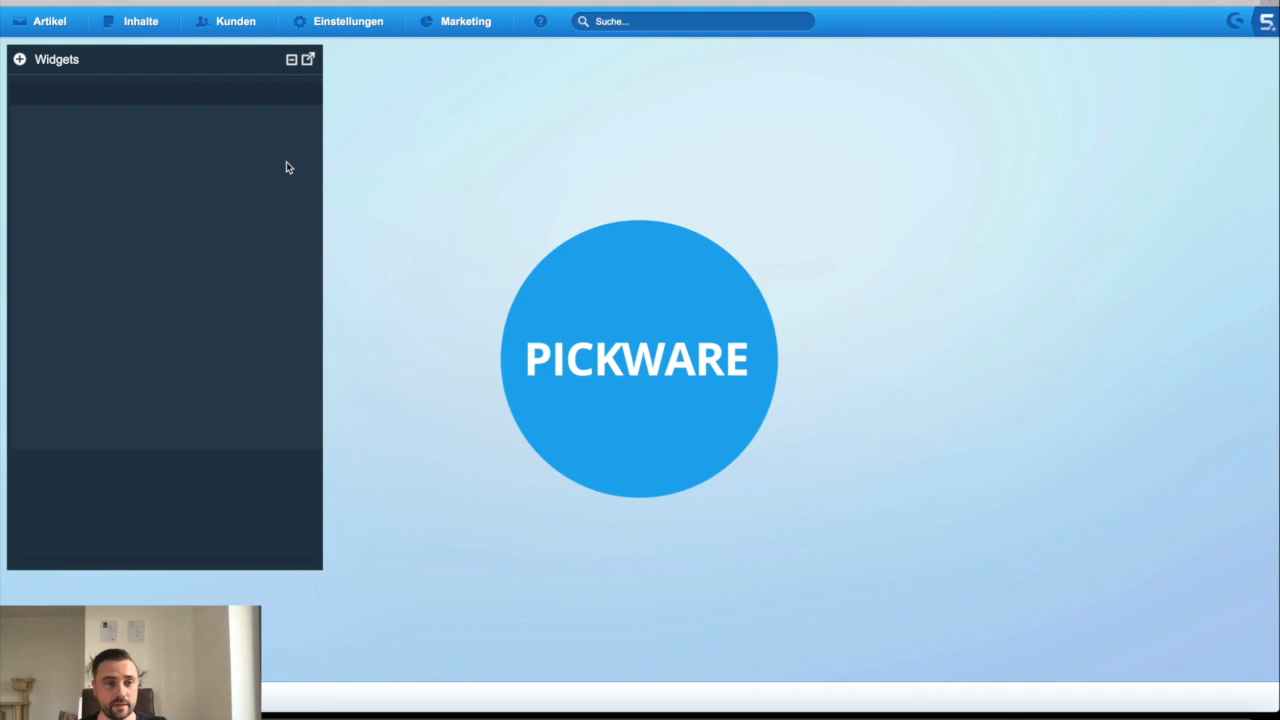 Artikel
Inhalte
Kunden
Einstellungen
Marketing
Suche...
Widgets
PICKWARE